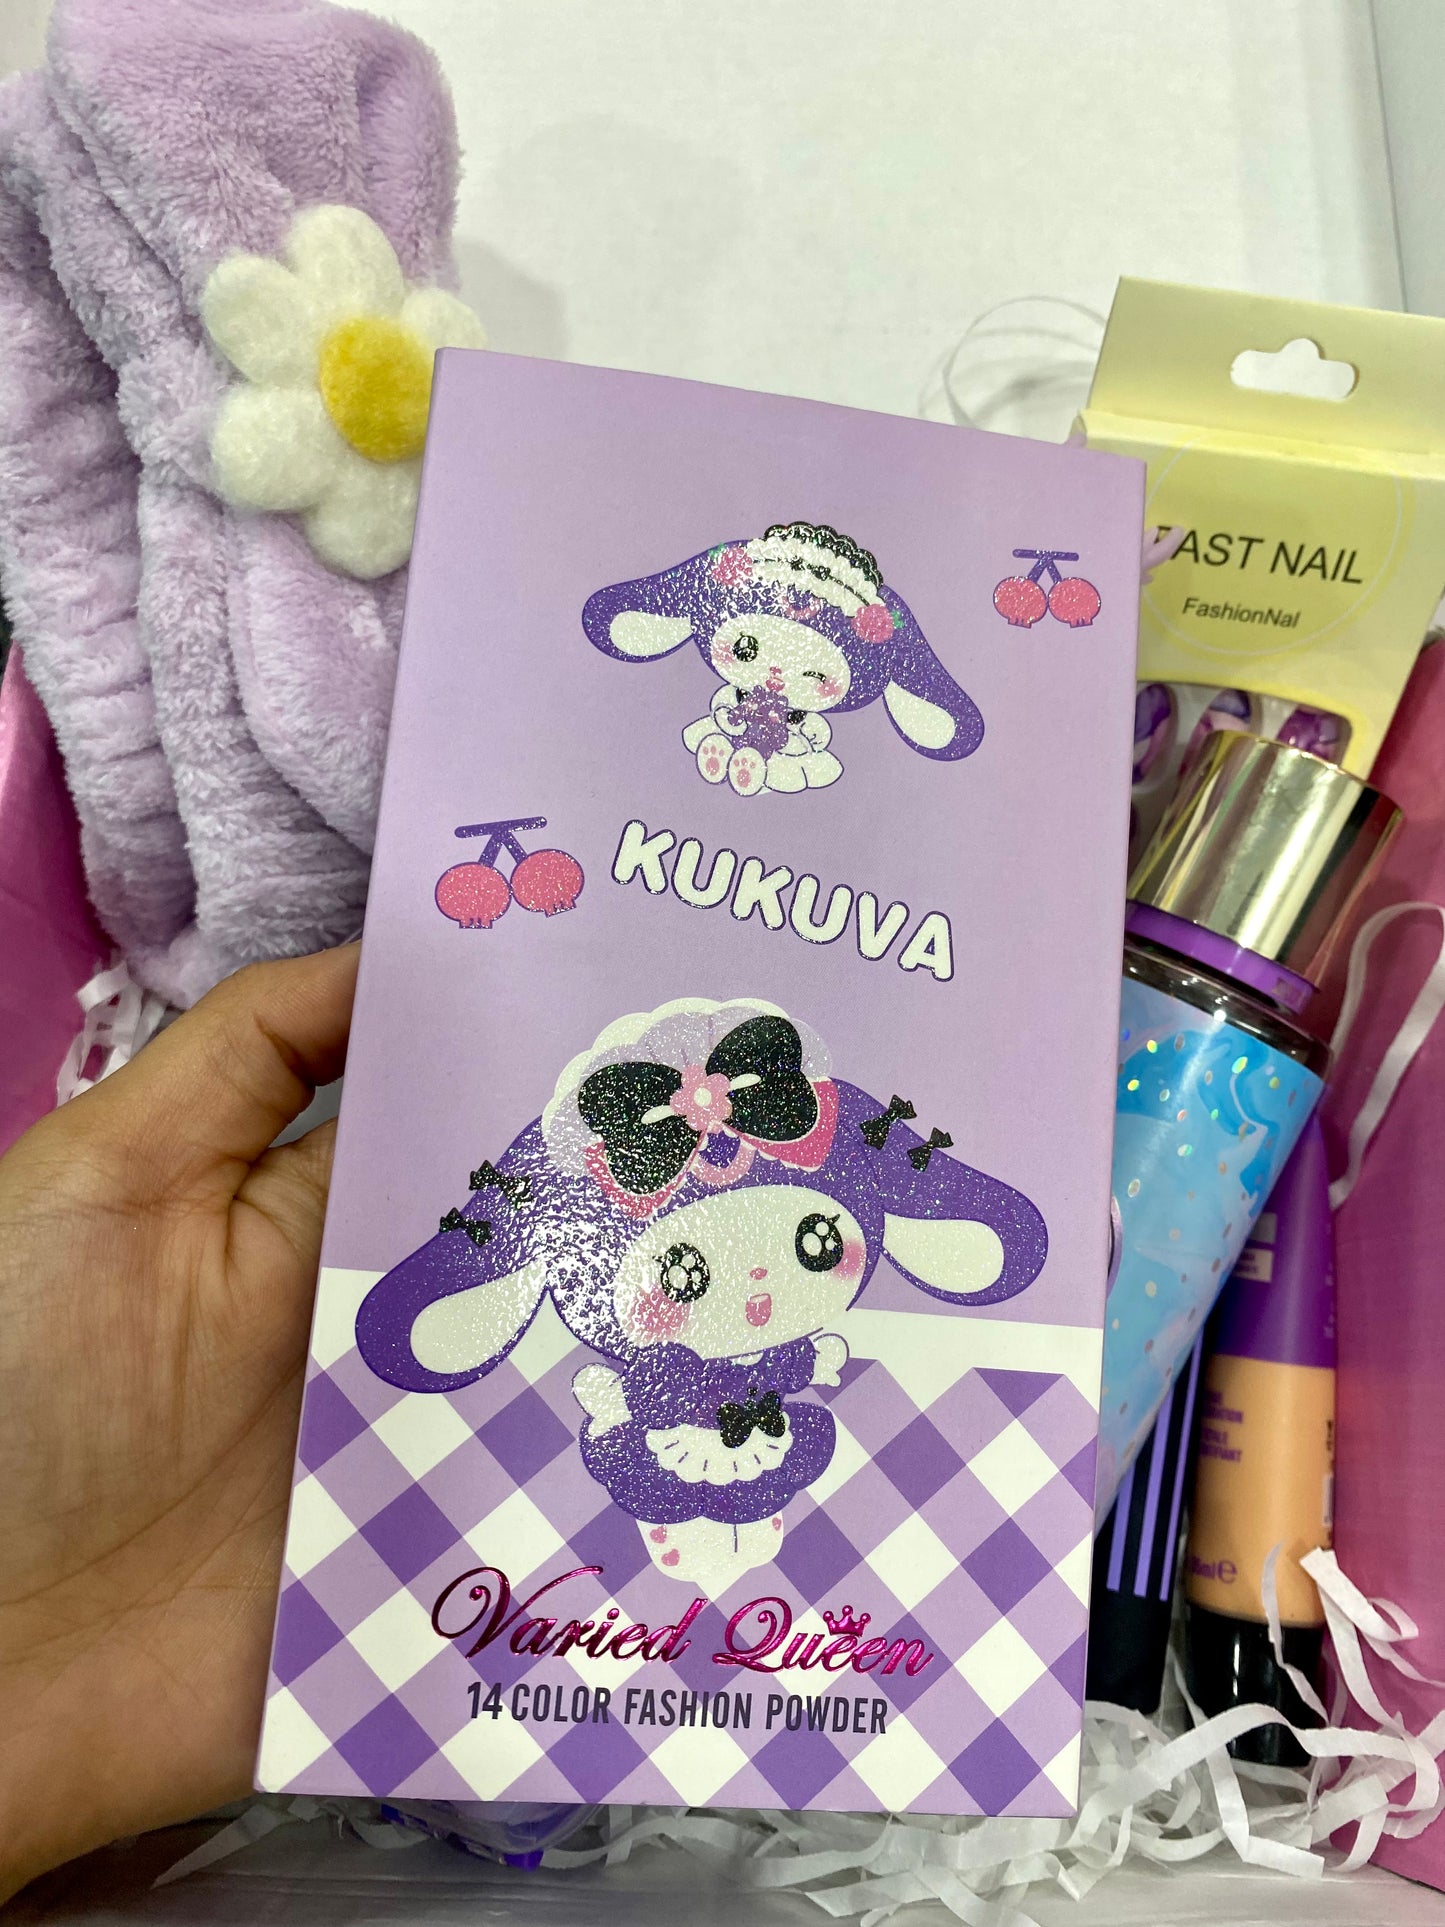 KUKUVA
Varied Queen
14 COLOR FASHION POWDER
FAST NAIL
FashionNal